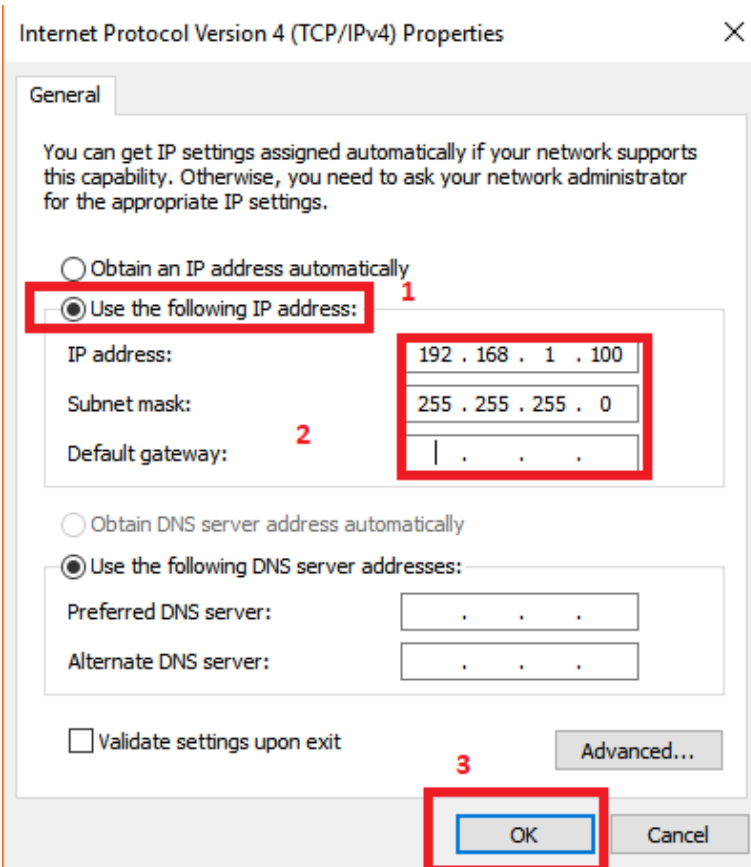 Internet Protocol Version 4 (TCP/IPv4) Properties
General
You can get IP settings assigned automatically if your network supports
this capability. Otherwise, you need to ask your network administrator
for the appropriate IP settings.
Obtain an IP address automatically
Use the following IP address:
1
IP address: 192 . 168 . 1 . 100
Subnet mask: 255 . 255 . 255 . 0
2
Default gateway: . . .
Obtain DNS server address automatically
Use the following DNS server addresses:
Preferred DNS server: . . .
Alternate DNS server: . . .
Validate settings upon exit
Advanced...
3
OK Cancel